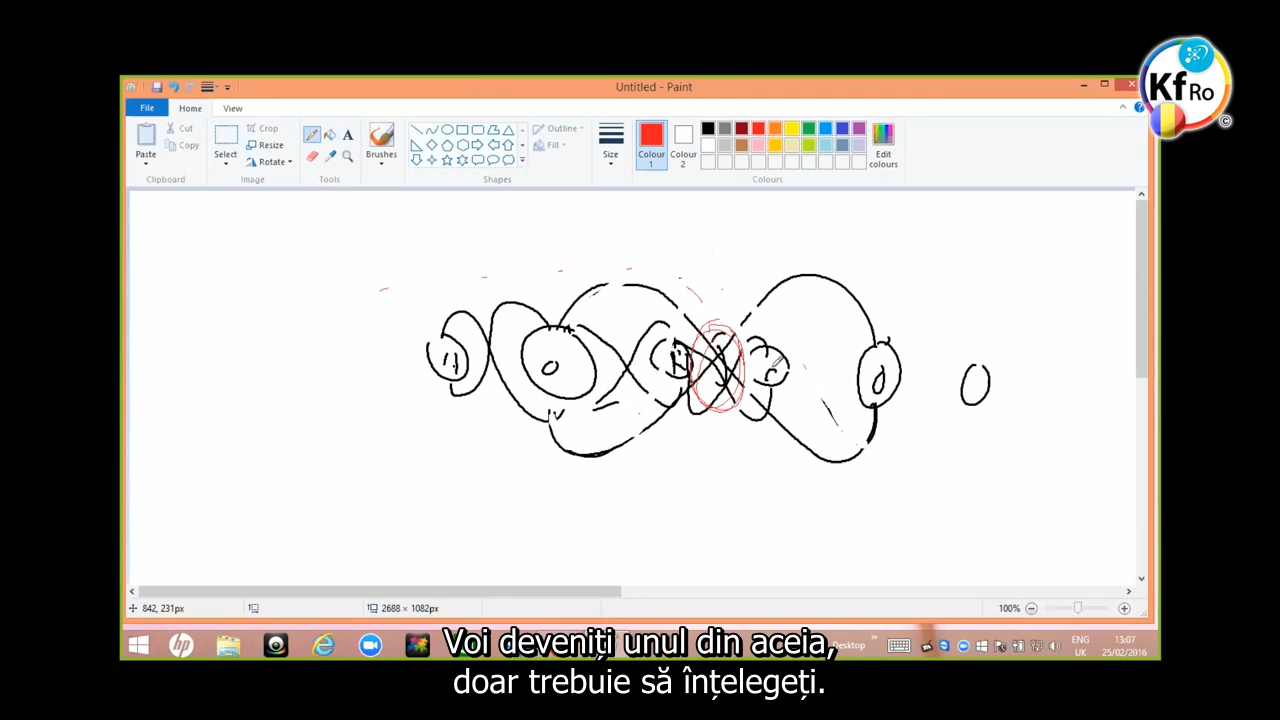 Kf Ro
©
Untitled - Paint
File Home View
Cut
Copy
Paste
Crop
Resize
Rotate
Select
A
Brushes
Outline
Fill
Size
Colour
1
Colour
2
Edit
colours
Clipboard
Image
Tools
Shapes
Colours
842, 231px
2688 × 1082px
100%
hp
Desktop
ENG
UK
13:07
25/02/2016
Voi deveniți unul din aceia,
doar trebuie să înțelegeți.